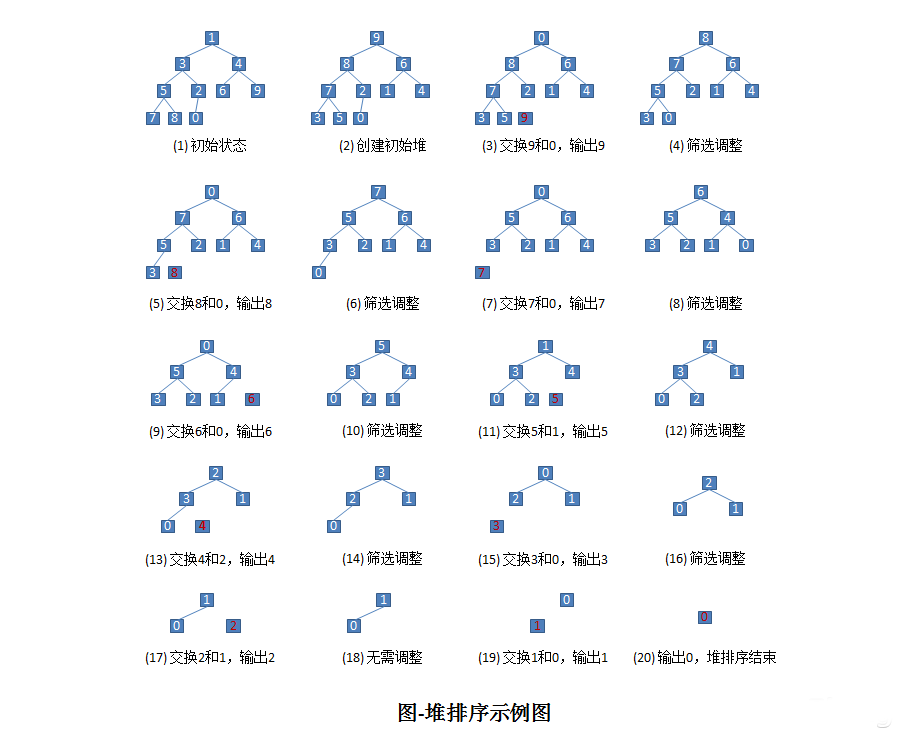 1 9 0 8
3 4 8 6 8 6 7 6
5 2 6 9 7 2 1 4 7 2 1 4 5 2 1 4
7 8 0 3 5 0 3 5 9 3 0
(1) 初始状态 (2) 创建初始堆 (3) 交换9和0，输出9 (4) 筛选调整
0 7 0 6
7 6 5 6 5 6 5 4
5 2 1 4 3 2 1 4 3 2 1 4 3 2 1 0
3 8 0 7
(5) 交换8和0，输出8 (6) 筛选调整 (7) 交换7和0，输出7 (8) 筛选调整
0 5 1 4
5 4 3 4 3 4 3 1
3 2 1 6 0 2 1 0 2 5 0 2
(9) 交换6和0，输出6 (10) 筛选调整 (11) 交换5和1，输出5 (12) 筛选调整
2 3 0 2
3 1 2 1 2 1 0 1
0 4 0 3
(13) 交换4和2，输出4 (14) 筛选调整 (15) 交换3和0，输出3 (16) 筛选调整
1 1 0 0
0 2 0 1
(17) 交换2和1，输出2 (18) 无需调整 (19) 交换1和0，输出1 (20) 输出0，堆排序结束
图-堆排序示例图